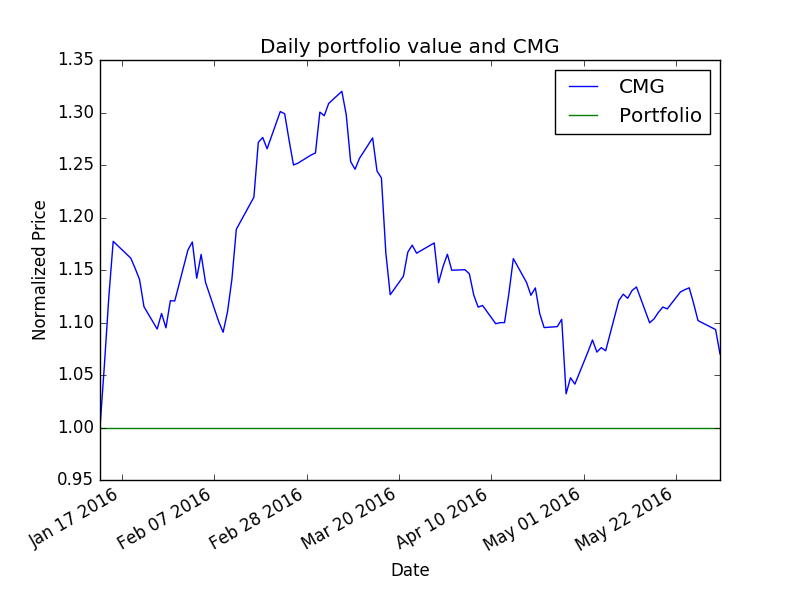 Daily portfolio value and CMG
CMG
Portfolio
1.35
1.30
1.25
1.20
1.15
1.10
1.05
1.00
0.95
Normalized Price
Jan 17 2016
Feb 07 2016
Feb 28 2016
Mar 20 2016
Apr 10 2016
May 01 2016
May 22 2016
Date